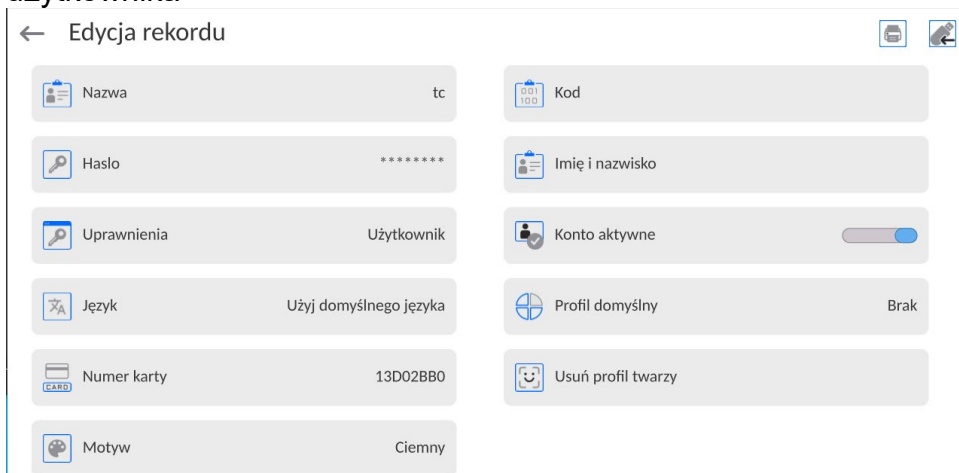 Edycja rekordu
Nazwa tc
Kod
Haslo ********
Imię i nazwisko
Uprawnienia Użytkownik
Konto aktywne
Język Użyj domyślnego języka
Profil domyślny Brak
CARD Numer karty 13D02BB0
Usuń profil twarzy
Motyw Ciemny